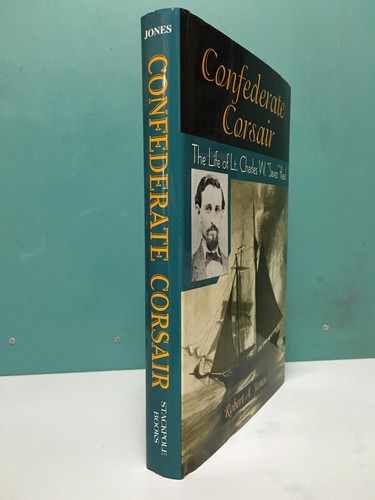 JONES
CONFEDERATE CORSAIR
STACKPOLE
BOOKS
Confederate
Corsair
The Life of Lt. Charles W. "Savez" Read
Robert A. Jones